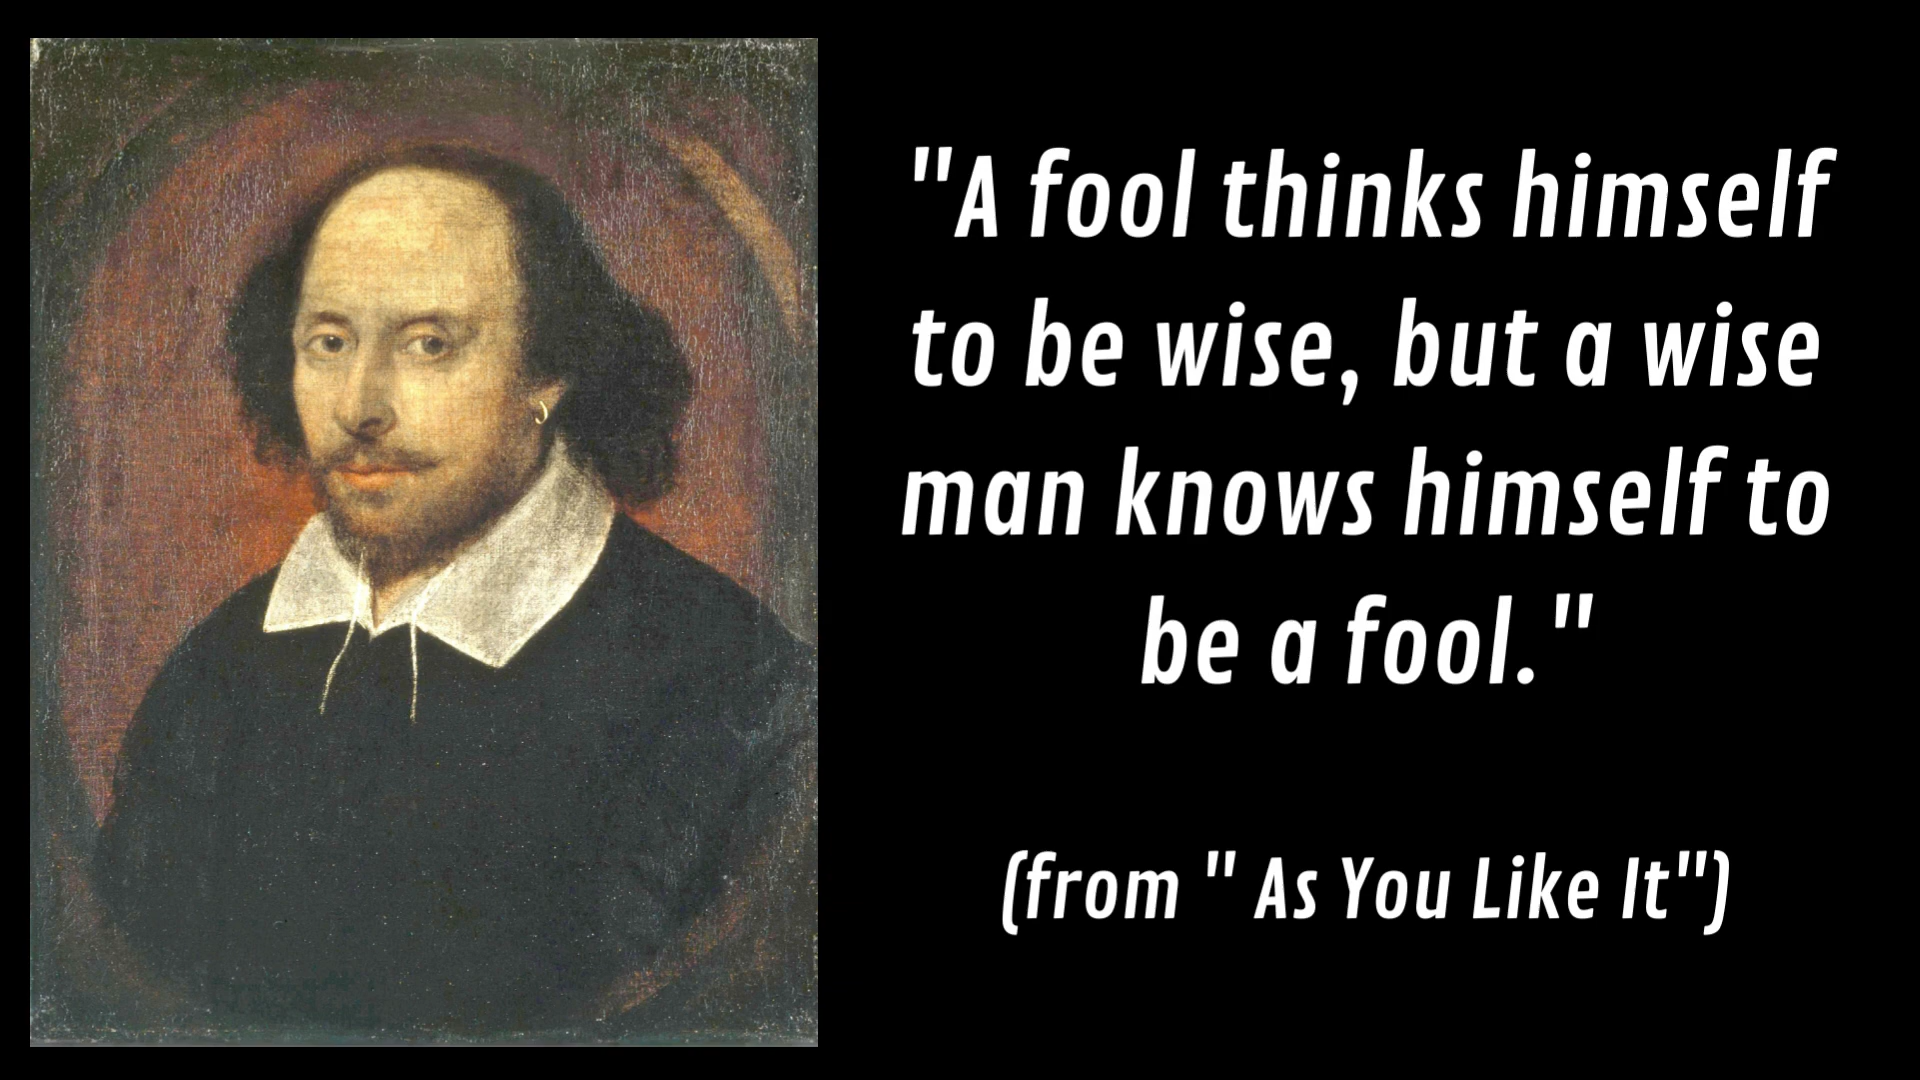 "A fool thinks himself
to be wise, but a wise
man knows himself to
be a fool."
(from " As You Like It")